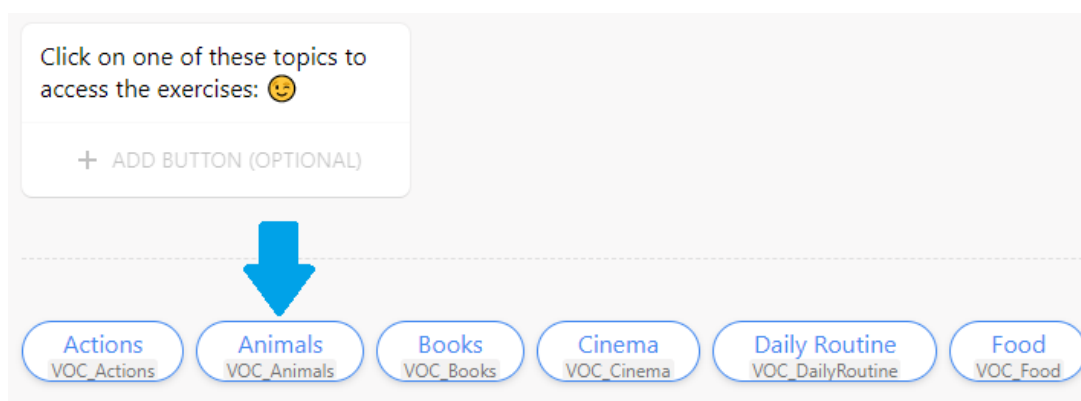 Click on one of these topics to
access the exercises: 😉
+ ADD BUTTON (OPTIONAL)
Actions Animals Books Cinema Daily Routine Food
VOC_Actions VOC_Animals VOC_Books VOC_Cinema VOC_DailyRoutine VOC_Food